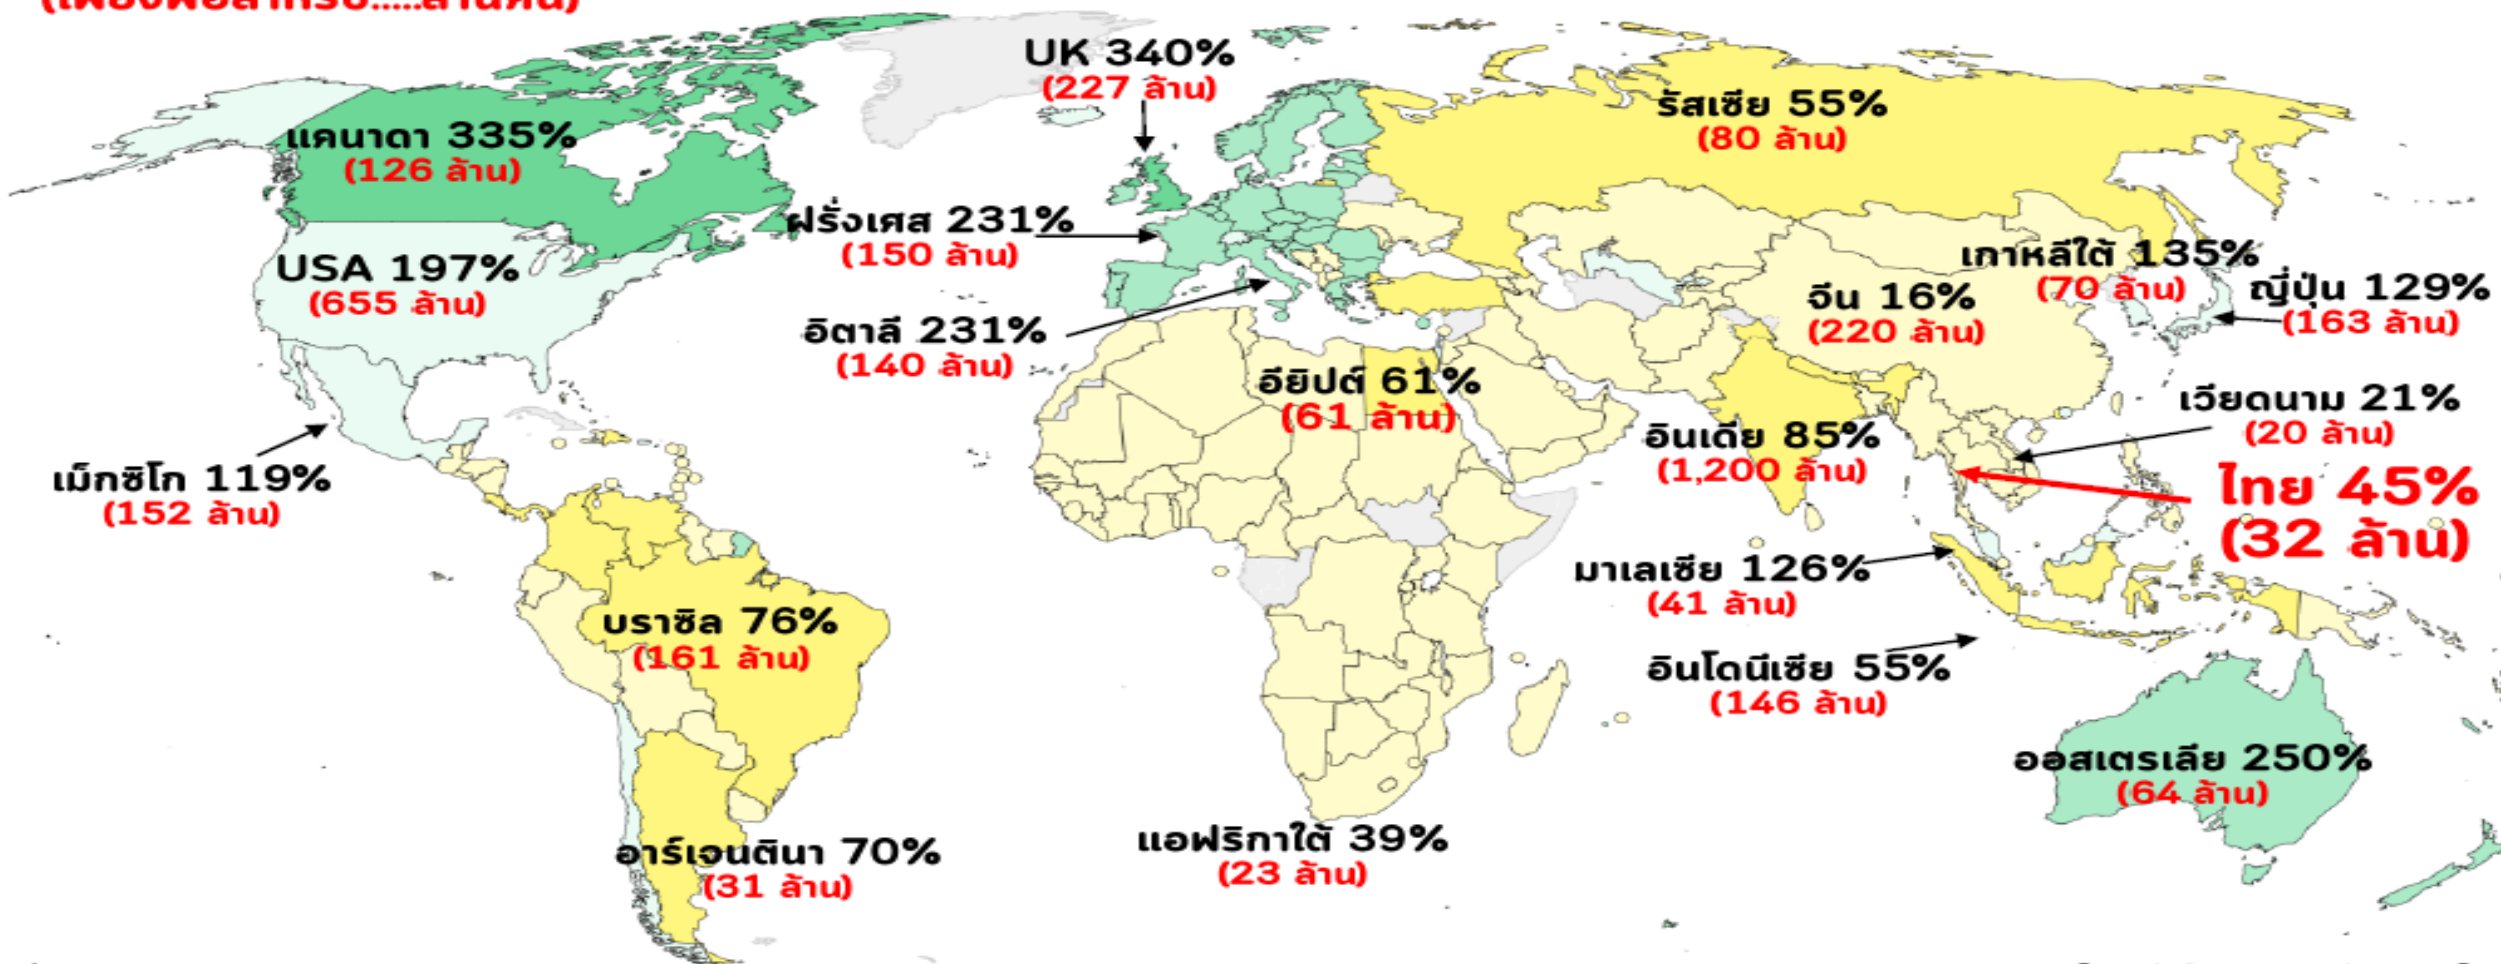 UK 340%
(227 ล้าน)
รัสเซีย 55%
(80 ล้าน)
แคนาดา 335%
(126 ล้าน)
ฝรั่งเศส 231%
(150 ล้าน)
USA 197%
(655 ล้าน)
เกาหลีใต้ 135%
(70 ล้าน)
ญี่ปุ่น 129%
(163 ล้าน)
จีน 16%
(220 ล้าน)
อิตาลี 231%
(140 ล้าน)
อียิปต์ 61%
(61 ล้าน)
เวียดนาม 21%
(20 ล้าน)
อินเดีย 85%
(1,200 ล้าน)
เม็กซิโก 119%
(152 ล้าน)
ไทย 45%
(32 ล้าน)
มาเลเซีย 126%
(41 ล้าน)
บราซิล 76%
(161 ล้าน)
อินโดนีเซีย 55%
(146 ล้าน)
ออสเตรเลีย 250%
(64 ล้าน)
แอฟริกาใต้ 39%
(23 ล้าน)
อาร์เจนตินา 70%
(31 ล้าน)